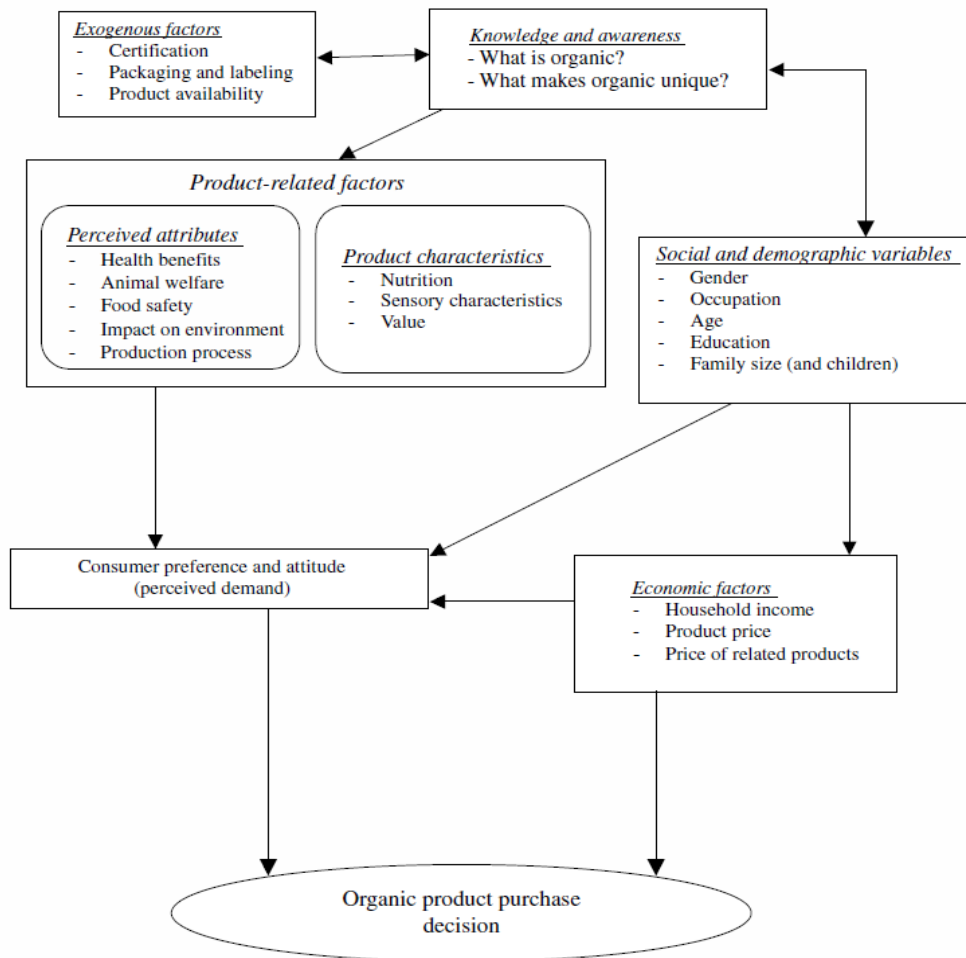 Exogenous factors
- Certification
- Packaging and labeling
- Product availability
Knowledge and awareness
- What is organic?
- What makes organic unique?
Product-related factors
Perceived attributes
- Health benefits
- Animal welfare
- Food safety
- Impact on environment
- Production process
Product characteristics
- Nutrition
- Sensory characteristics
- Value
Social and demographic variables
- Gender
- Occupation
- Age
- Education
- Family size (and children)
Consumer preference and attitude
(perceived demand)
Economic factors
- Household income
- Product price
- Price of related products
Organic product purchase
decision